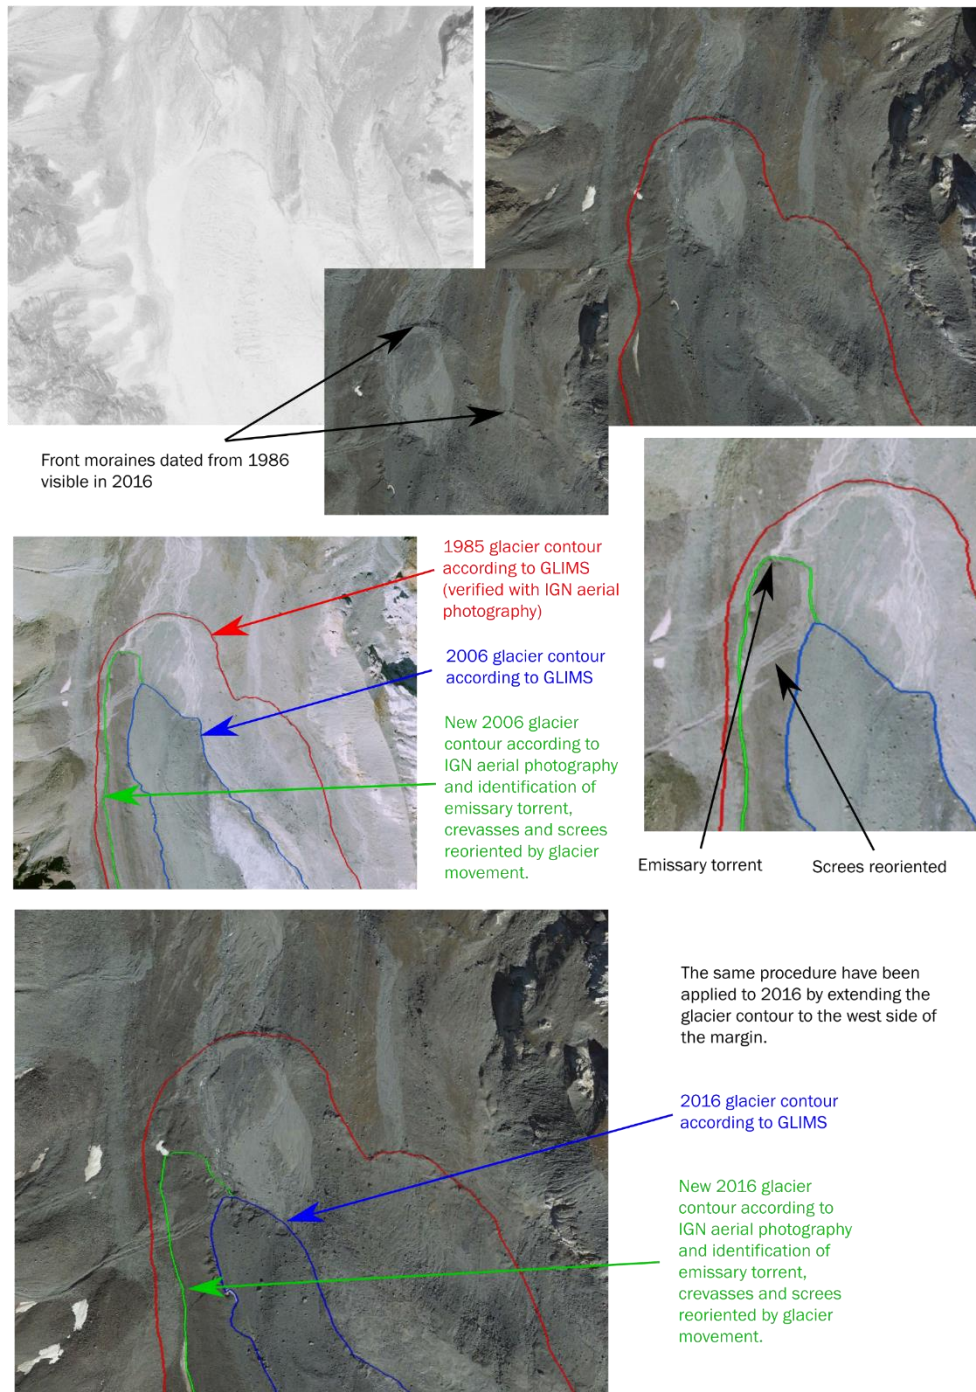 Front moraines dated from 1986
visible in 2016
1985 glacier contour
according to GLIMS
(verified with IGN aerial
photography)
2006 glacier contour
according to GLIMS
New 2006 glacier
contour according to
IGN aerial photography
and identification of
emissary torrent,
crevasses and screes
reoriented by glacier
movement.
Emissary torrent
Screes reoriented
The same procedure have been
applied to 2016 by extending the
glacier contour to the west side of
the margin.
2016 glacier contour
according to GLIMS
New 2016 glacier
contour according to
IGN aerial photography
and identification of
emissary torrent,
crevasses and screes
reoriented by glacier
movement.